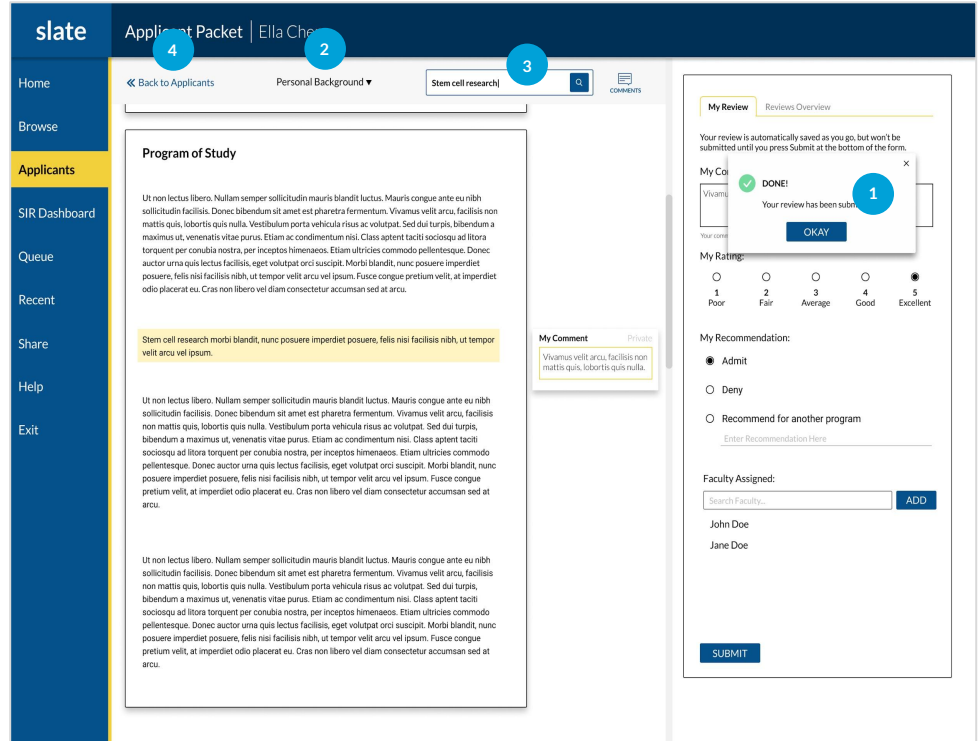 slate
Applicant Packet | Ella Che
4
2
3
1
Home
Browse
Applicants
SIR Dashboard
Queue
Recent
Share
Help
Exit
« Back to Applicants
Personal Background ▾
Stem cell research
COMMENTS
Program of Study
Ut non lectus libero. Nullam semper sollicitudin mauris blandit luctus. Mauris congue ante eu nibh
sollicitudin facilisis. Donec bibendum sit amet est pharetra fermentum. Vivamus velit arcu, facilisis non
mattis quis, lobortis quis nulla. Vestibulum porta vehicula risus ac volutpat. Sed dui turpis, bibendum a
maximus ut, venenatis vitae purus. Etiam ac condimentum nisi. Class aptent taciti sociosqu ad litora
torquent per conubia nostra, per inceptos himenaeos. Etiam ultricies commodo pellentesque. Donec
auctor urna quis lectus facilisis, eget volutpat orci suscipit. Morbi blandit, nunc posuere imperdiet
posuere, felis nisi facilisis nibh, ut tempor velit arcu vel ipsum. Fusce congue pretium velit, at imperdiet
odio placerat eu. Cras non libero vel diam consectetur accumsan sed at arcu.
Stem cell research morbi blandit, nunc posuere imperdiet posuere, felis nisi facilisis nibh, ut tempor
velit arcu vel ipsum.
My Comment Private
Vivamus velit arcu, facilisis non
mattis quis, lobortis quis nulla.
Ut non lectus libero. Nullam semper sollicitudin mauris blandit luctus. Mauris congue ante eu nibh
sollicitudin facilisis. Donec bibendum sit amet est pharetra fermentum. Vivamus velit arcu, facilisis
non mattis quis, lobortis quis nulla. Vestibulum porta vehicula risus ac volutpat. Sed dui turpis,
bibendum a maximus ut, venenatis vitae purus. Etiam ac condimentum nisi. Class aptent taciti
sociosqu ad litora torquent per conubia nostra, per inceptos himenaeos. Etiam ultricies commodo
pellentesque. Donec auctor urna quis lectus facilisis, eget volutpat orci suscipit. Morbi blandit, nunc
posuere imperdiet posuere, felis nisi facilisis nibh, ut tempor velit arcu vel ipsum. Fusce congue
pretium velit, at imperdiet odio placerat eu. Cras non libero vel diam consectetur accumsan sed at
arcu.
Ut non lectus libero. Nullam semper sollicitudin mauris blandit luctus. Mauris congue ante eu nibh
sollicitudin facilisis. Donec bibendum sit amet est pharetra fermentum. Vivamus velit arcu, facilisis
non mattis quis, lobortis quis nulla. Vestibulum porta vehicula risus ac volutpat. Sed dui turpis,
bibendum a maximus ut, venenatis vitae purus. Etiam ac condimentum nisi. Class aptent taciti
sociosqu ad litora torquent per conubia nostra, per inceptos himenaeos. Etiam ultricies commodo
pellentesque. Donec auctor urna quis lectus facilisis, eget volutpat orci suscipit. Morbi blandit, nunc
posuere imperdiet posuere, felis nisi facilisis nibh, ut tempor velit arcu vel ipsum. Fusce congue
pretium velit, at imperdiet odio placerat eu. Cras non libero vel diam consectetur accumsan sed at
arcu.
My Review Reviews Overview
Your review is automatically saved as you go, but won't be
submitted until you press Submit at the bottom of the form.
My Co
Vivamu
Your
DONE!
Your review has been
OKAY
My Rating:
1 2 3 4 5
Poor Fair Average Good Excellent
My Recommendation:
Admit
Deny
Recommend for another program
Enter Recommendation Here
Faculty Assigned:
Search Faculty...
ADD
John Doe
Jane Doe
SUBMIT